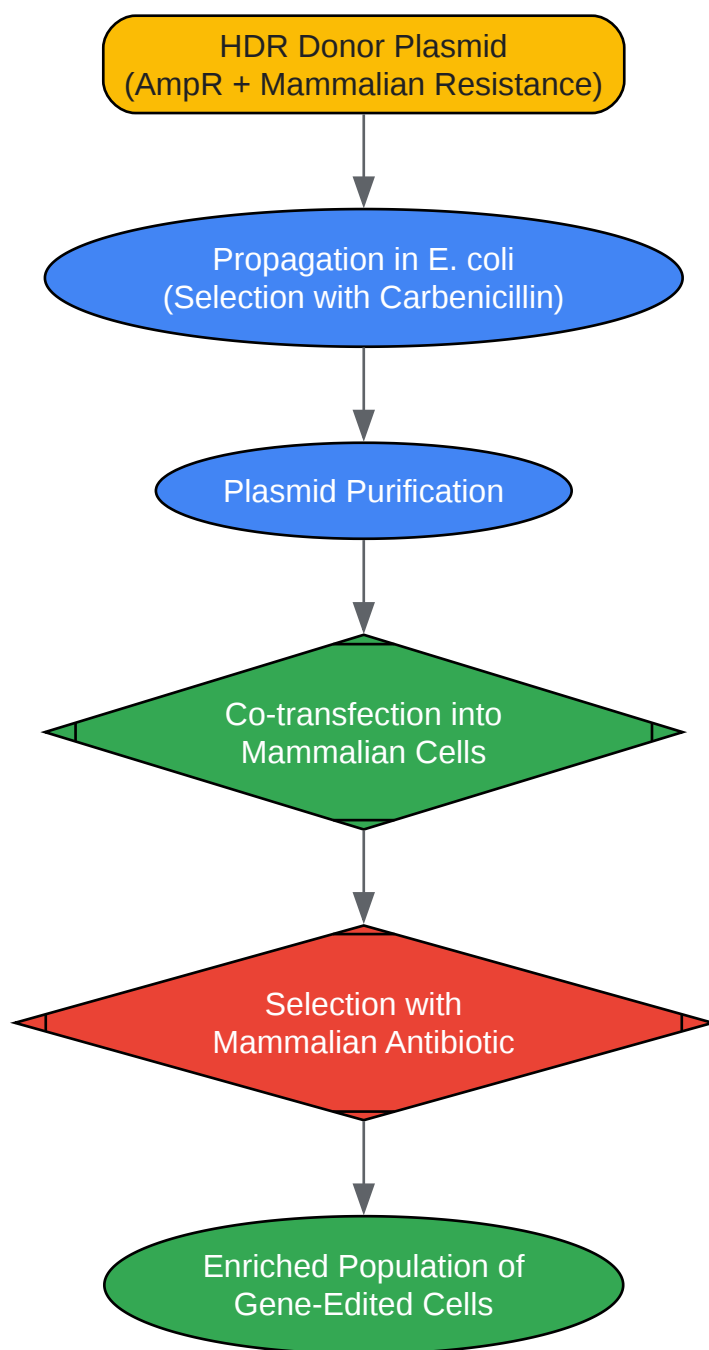 HDR Donor Plasmid
(AmpR + Mammalian Resistance)
Propagation in E. coli
(Selection with Carbenicillin)
Plasmid Purification
Co-transfection into
Mammalian Cells
Selection with
Mammalian Antibiotic
Enriched Population of
Gene-Edited Cells